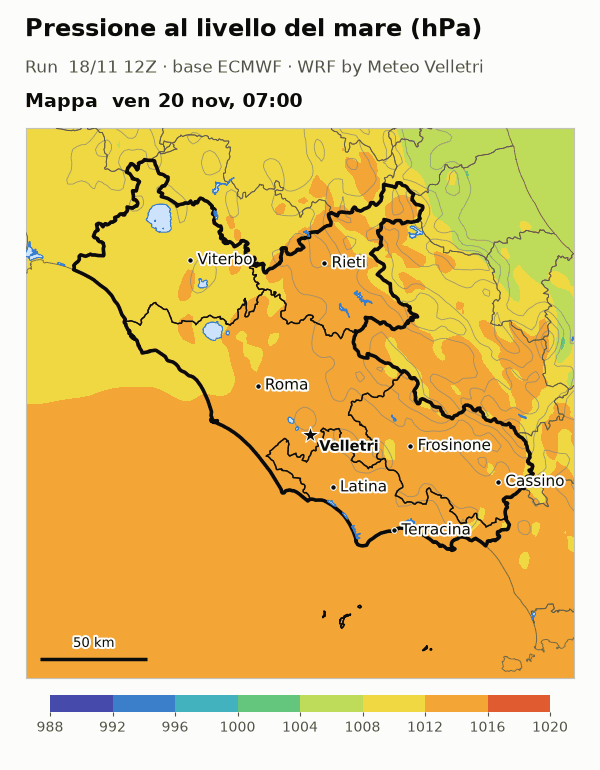 Pressione al livello del mare (hPa)
Run  18/11 12Z · base ECMWF · WRF by Meteo Velletri
Mappa  ven 20 nov, 07:00
Viterbo
Rieti
Roma
Velletri
Frosinone
Cassino
Latina
Terracina
50 km
988 992 996 1000 1004 1008 1012 1016 1020